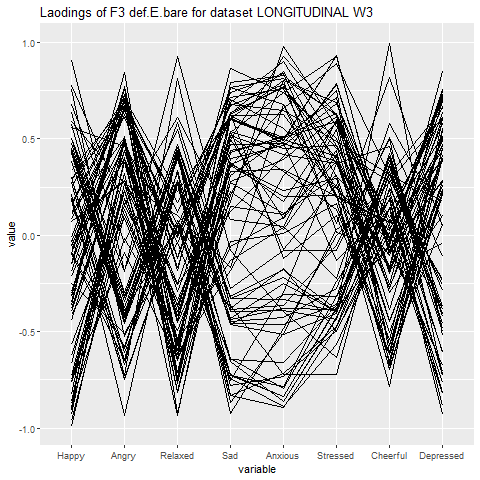 Laodings of F3 def.E.bare for dataset LONGITUDINAL W3
1.0
0.5
0.0
-0.5
-1.0
value
Happy Angry Relaxed Sad Anxious Stressed Cheerful Depressed
variable